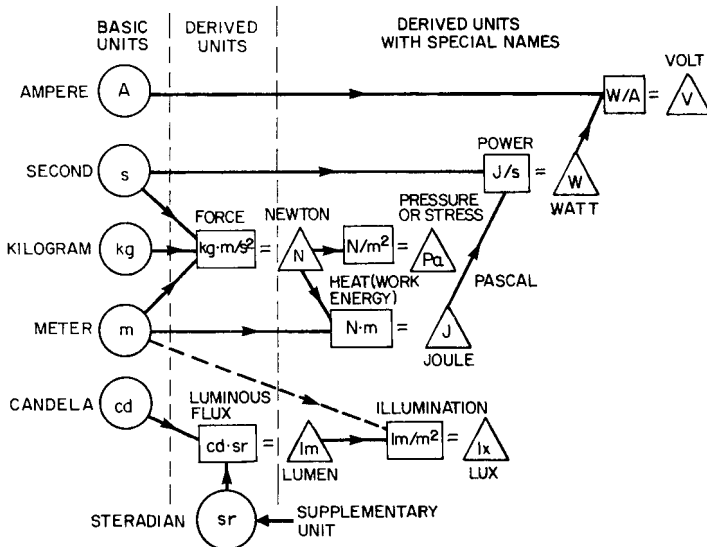 BASIC UNITS
DERIVED UNITS
DERIVED UNITS WITH SPECIAL NAMES
AMPERE
A
W/A
=
VOLT
V
SECOND
s
POWER
J/s
=
W
WATT
KILOGRAM
kg
FORCE
kg·m/s²
=
NEWTON
N
N/m²
=
PRESSURE OR STRESS
Pa
PASCAL
METER
m
HEAT(WORK ENERGY)
N·m
=
J
JOULE
CANDELA
cd
LUMINOUS FLUX
cd·sr
=
lm
LUMEN
ILLUMINATION
lm/m²
=
lx
LUX
STERADIAN
sr
SUPPLEMENTARY UNIT